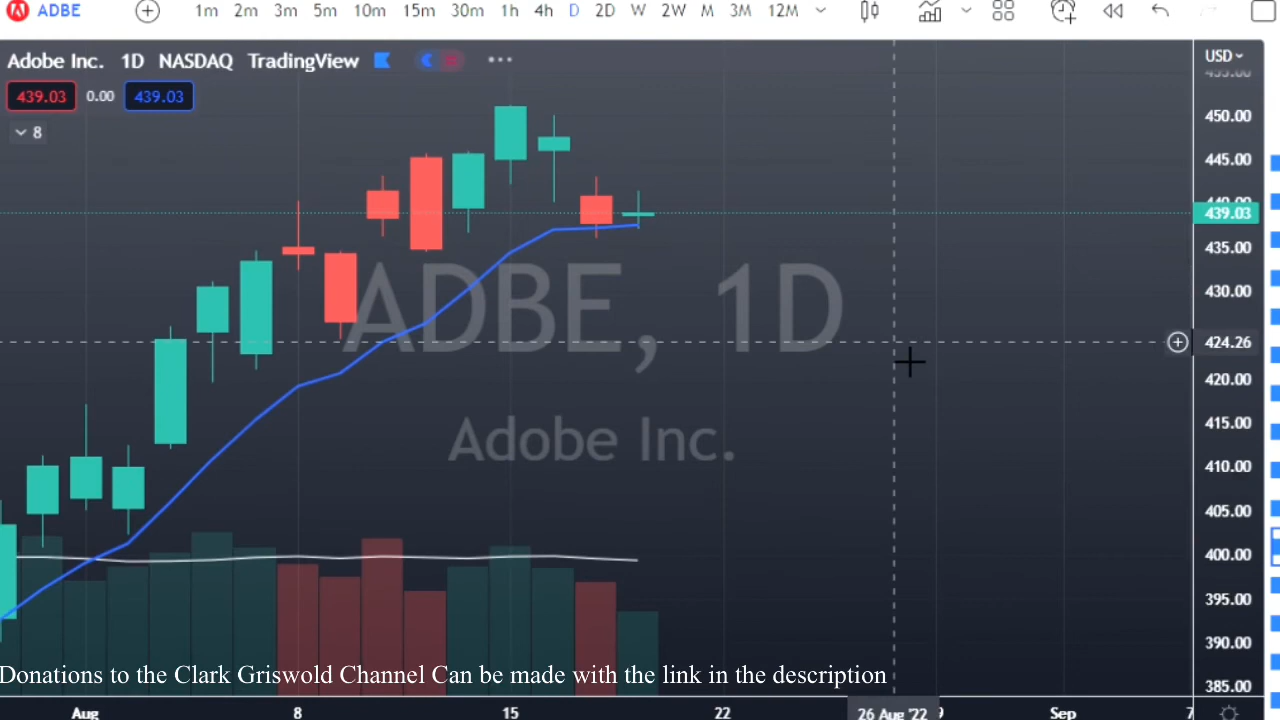 ADBE 1m 2m 3m 5m 10m 15m 30m 1h 4h D 2D W 2W M 3M 12M
Adobe Inc. 1D NASDAQ TradingView USD
439.03 0.00 439.03
8
450.00
445.00
439.03
435.00
430.00
424.26
420.00
415.00
410.00
405.00
400.00
395.00
390.00
385.00
ADBE, 1D
Adobe Inc.
Donations to the Clark Griswold Channel Can be made with the link in the description
Aug 8 15 22 26 Aug '22 Sep 7